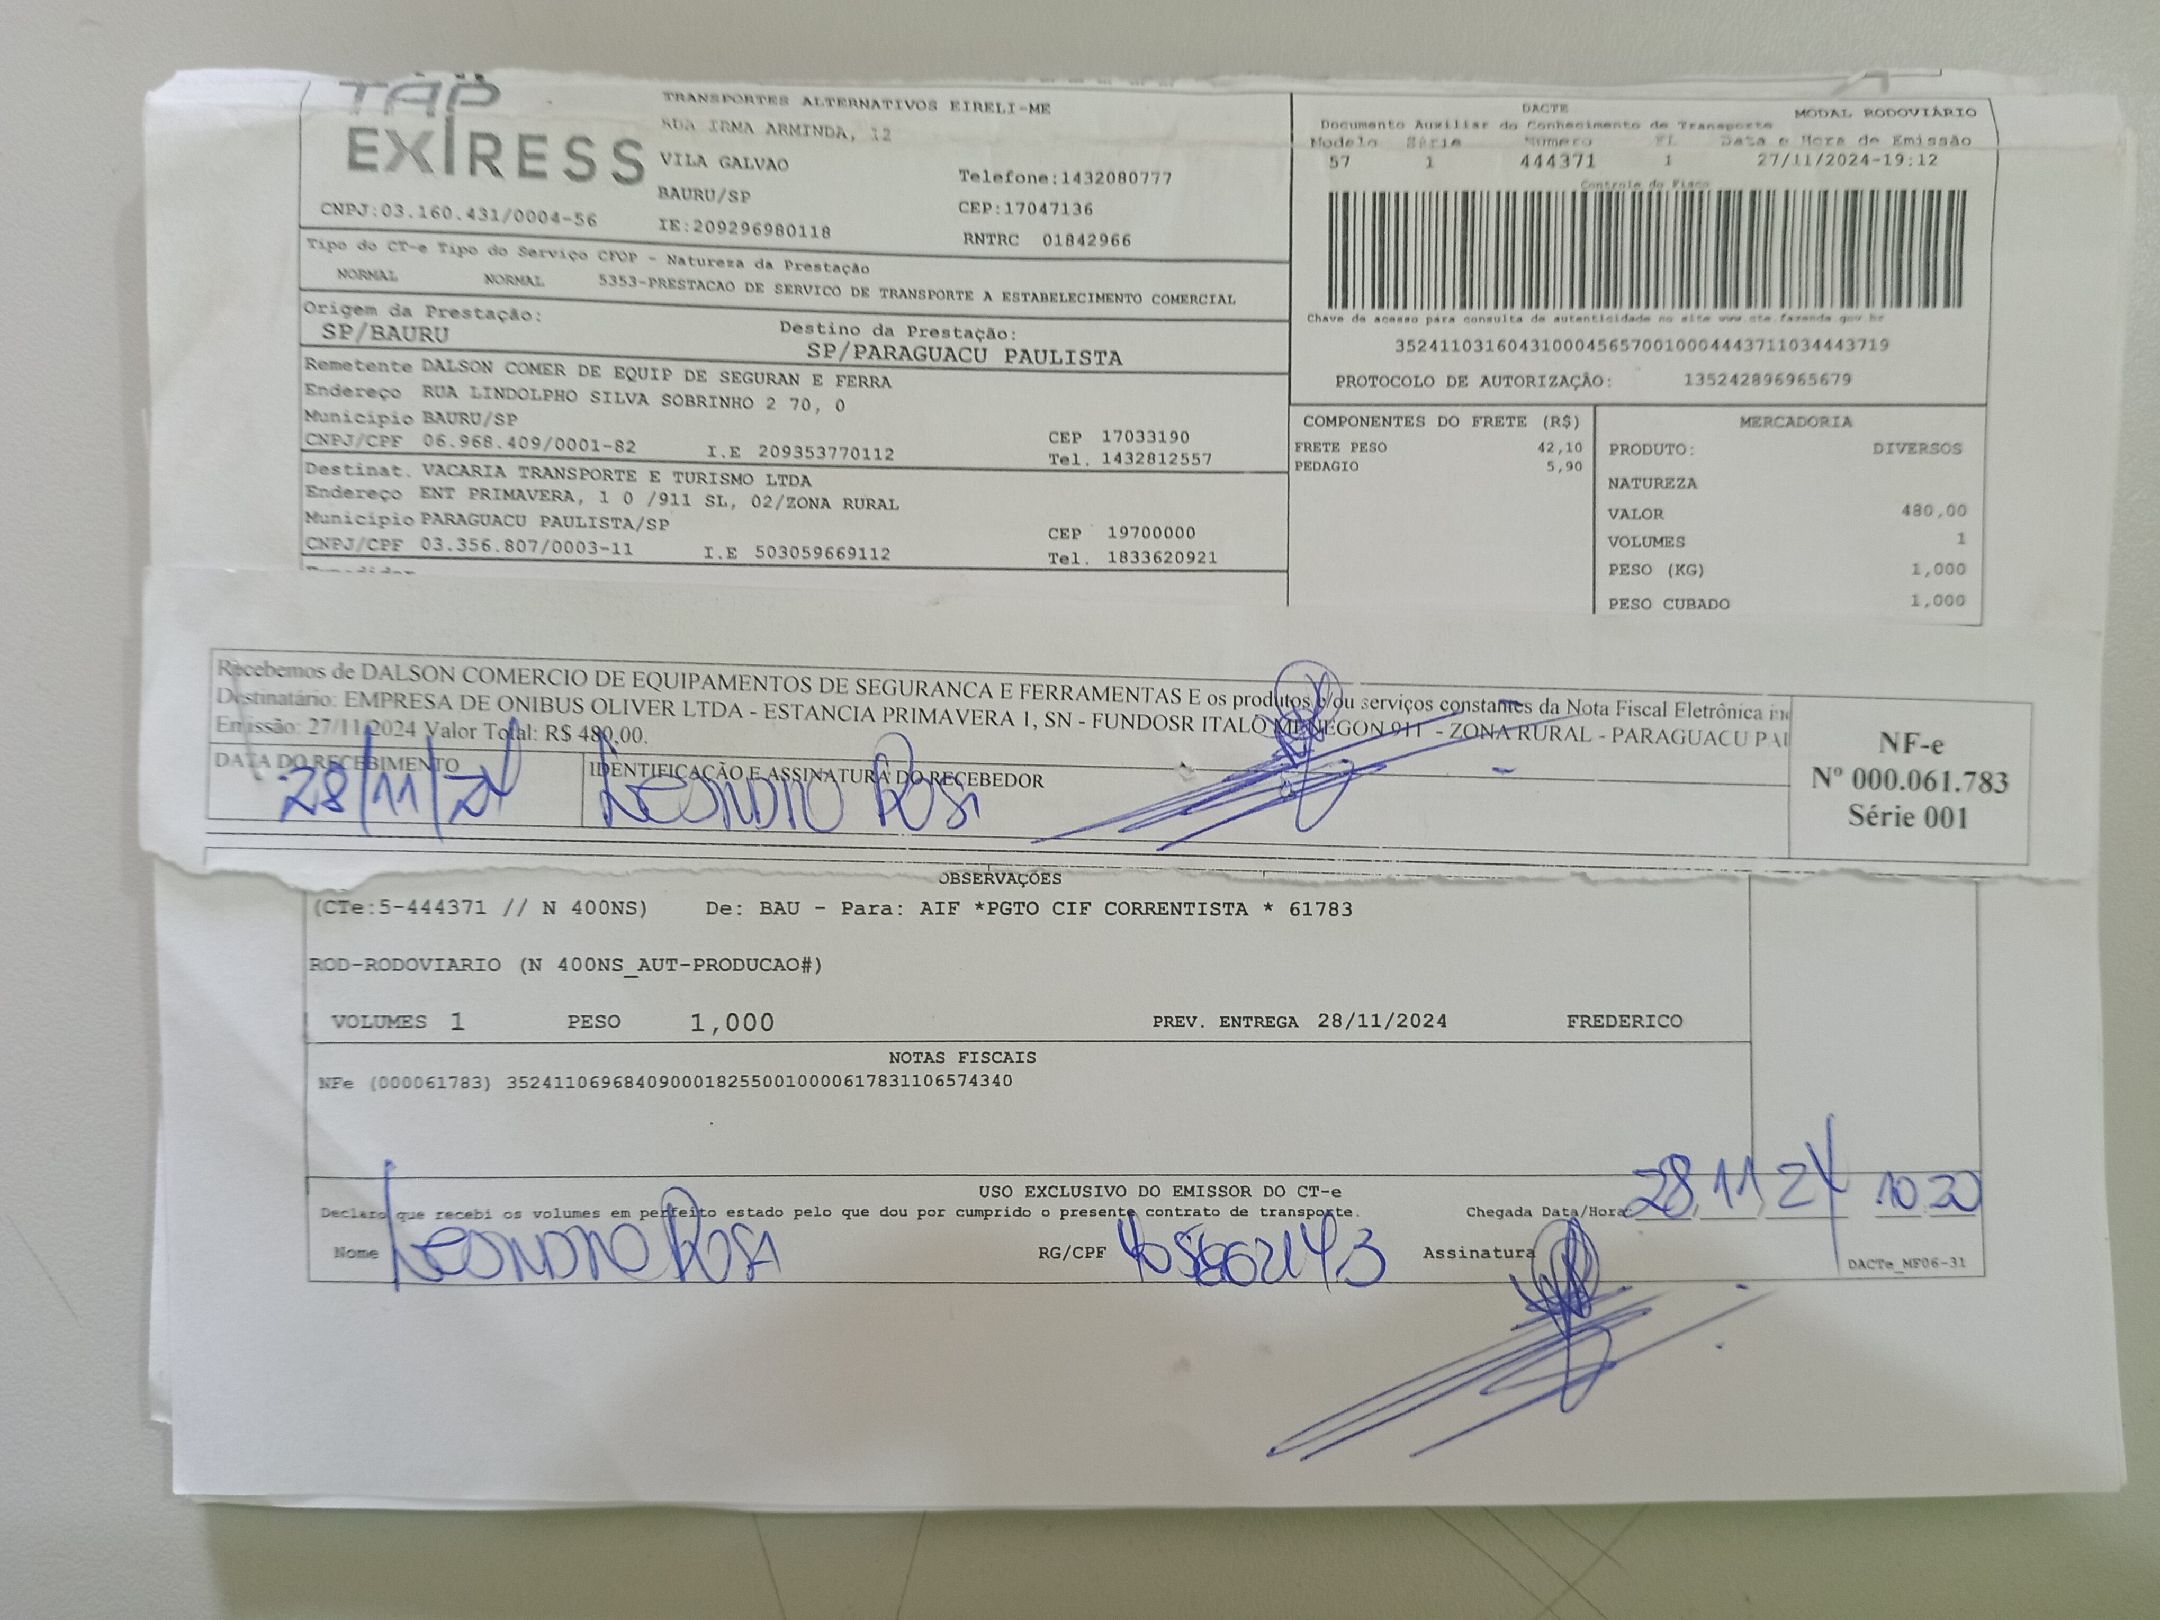 TAP
EXPRESS
TRANSPORTES ALTERNATIVOS EIRELI-ME
RUA IRMA ARMINDA, 12
VILA GALVAO
Telefone:1432080777
BAURU/SP
CEP:17047136
CNPJ:03.160.431/0004-56
IE:209296980118
RNTRC 01842966
DACTE
MODAL RODOVIÁRIO
Documento Auxiliar do Conhecimento de Transporte
Modelo Série Número FL Data e Hora de Emissão
57 1 444371 1 27/11/2024-19:12
Controle do Fisco
Chave de acesso para consulta de autenticidade no site www.cte.fazenda.gov.br
35241103160431000456570010004443711034443719
PROTOCOLO DE AUTORIZAÇÃO: 135242896965679
Tipo do CT-e Tipo do Serviço CFOP - Natureza da Prestação
NORMAL NORMAL 5353-PRESTACAO DE SERVICO DE TRANSPORTE A ESTABELECIMENTO COMERCIAL
Origem da Prestação: Destino da Prestação:
SP/BAURU SP/PARAGUACU PAULISTA
Remetente DALSON COMER DE EQUIP DE SEGURAN E FERRA
Endereço RUA LINDOLPHO SILVA SOBRINHO 2 70, 0
Municipio BAURU/SP CEP 17033190
CNPJ/CPF 06.968.409/0001-82 I.E 209353770112 Tel. 1432812557
Destinat. VACARIA TRANSPORTE E TURISMO LTDA
Endereço ENT PRIMAVERA, 1 0 /911 SL, 02/ZONA RURAL
Municipio PARAGUACU PAULISTA/SP CEP 19700000
CNPJ/CPF 03.356.807/0003-11 I.E 503059669112 Tel. 1833620921
COMPONENTES DO FRETE (R$)
FRETE PESO 42,10
PEDAGIO 5,90
MERCADORIA
PRODUTO: DIVERSOS
NATUREZA
VALOR 480,00
VOLUMES 1
PESO (KG) 1,000
PESO CUBADO 1,000
Recebemos de DALSON COMERCIO DE EQUIPAMENTOS DE SEGURANCA E FERRAMENTAS E os produtos e/ou serviços constantes da Nota Fiscal Eletrônica
Destinatário: EMPRESA DE ONIBUS OLIVER LTDA - ESTANCIA PRIMAVERA 1, SN - FUNDOSR ITALO MENEGON 911 - ZONA RURAL - PARAGUACU PAU
Emissão: 27/11/2024 Valor Total: R$ 480,00.
DATA DO RECEBIMENTO IDENTIFICAÇÃO E ASSINATURA DO RECEBEDOR
28/11/24 Leondro Rosa
NF-e
Nº 000.061.783
Série 001
OBSERVAÇÕES
(CTe:5-444371 // N 400NS) De: BAU - Para: AIF *PGTO CIF CORRENTISTA * 61783
ROD-RODOVIARIO (N 400NS_AUT-PRODUCAO#)
VOLUMES 1 PESO 1,000 PREV. ENTREGA 28/11/2024 FREDERICO
NOTAS FISCAIS
NFe (000061783) 35241106968409000182550010000617831106574340
USO EXCLUSIVO DO EMISSOR DO CT-e
Declaro que recebi os volumes em perfeito estado pelo que dou por cumprido o presente contrato de transporte. Chegada Data/Hora 28 11 24 10 20
Nome Leondro Rosa RG/CPF Assinatura
DACTe_MF06-31